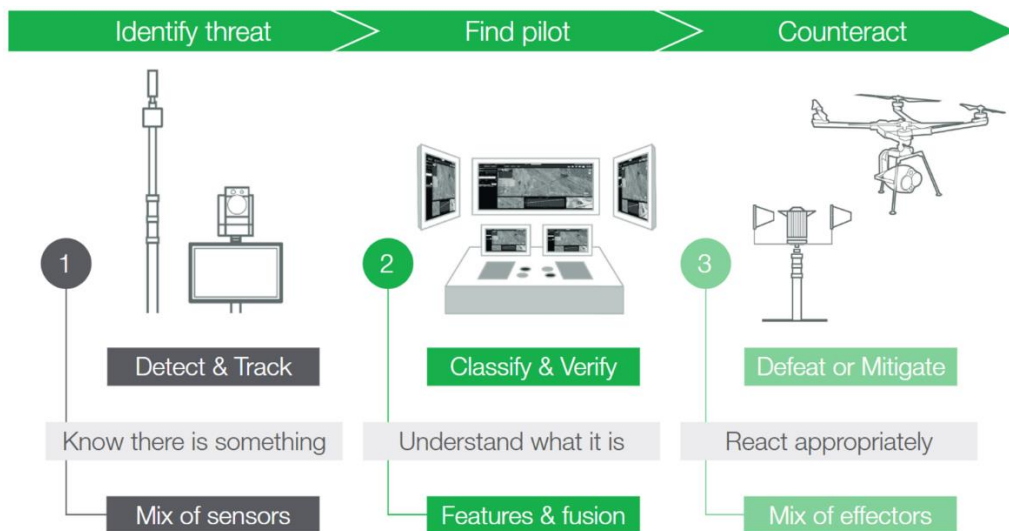 Identify threat
Find pilot
Counteract
1
2
3
Detect & Track
Classify & Verify
Defeat or Mitigate
Know there is something
Understand what it is
React appropriately
Mix of sensors
Features & fusion
Mix of effectors